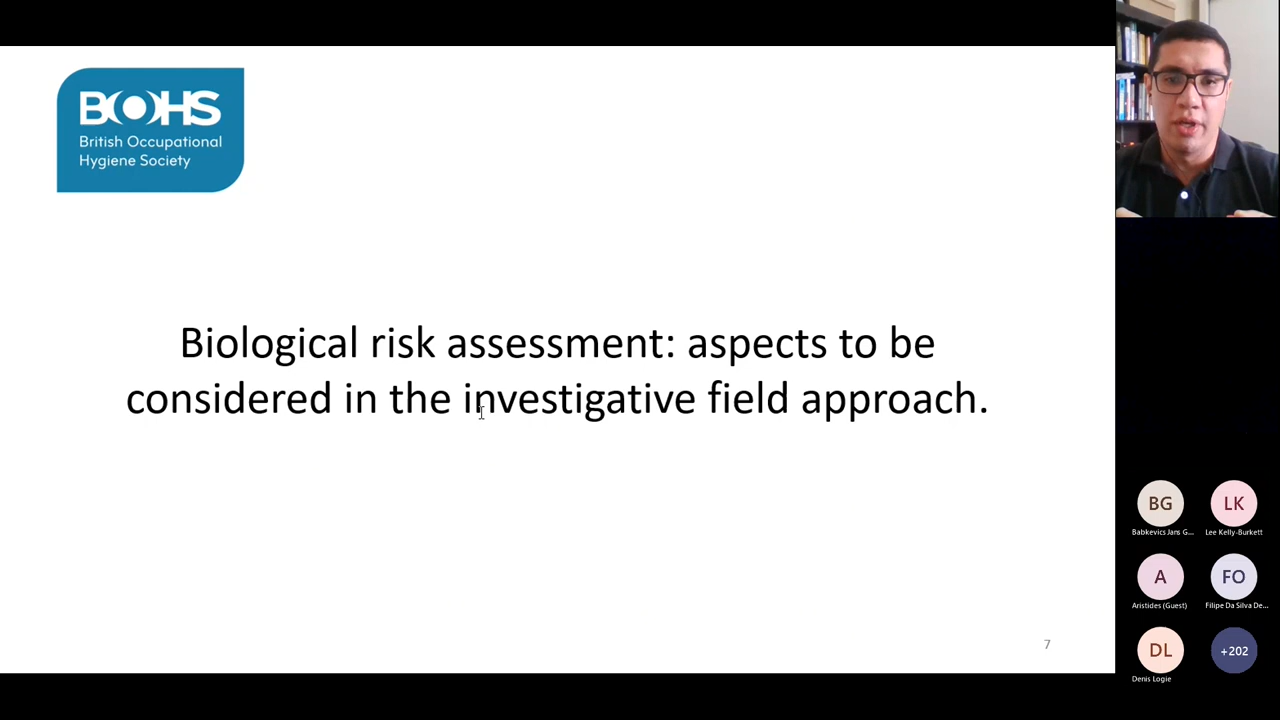 BOHS
British Occupational
Hygiene Society
Biological risk assessment: aspects to be
considered in the investigative field approach.
7
BG
LK
Babkevics Jans G...
Lee Kelly-Burkett
A
FO
Aristides (Guest)
Filipe Da Silva De...
DL
+202
Denis Logie